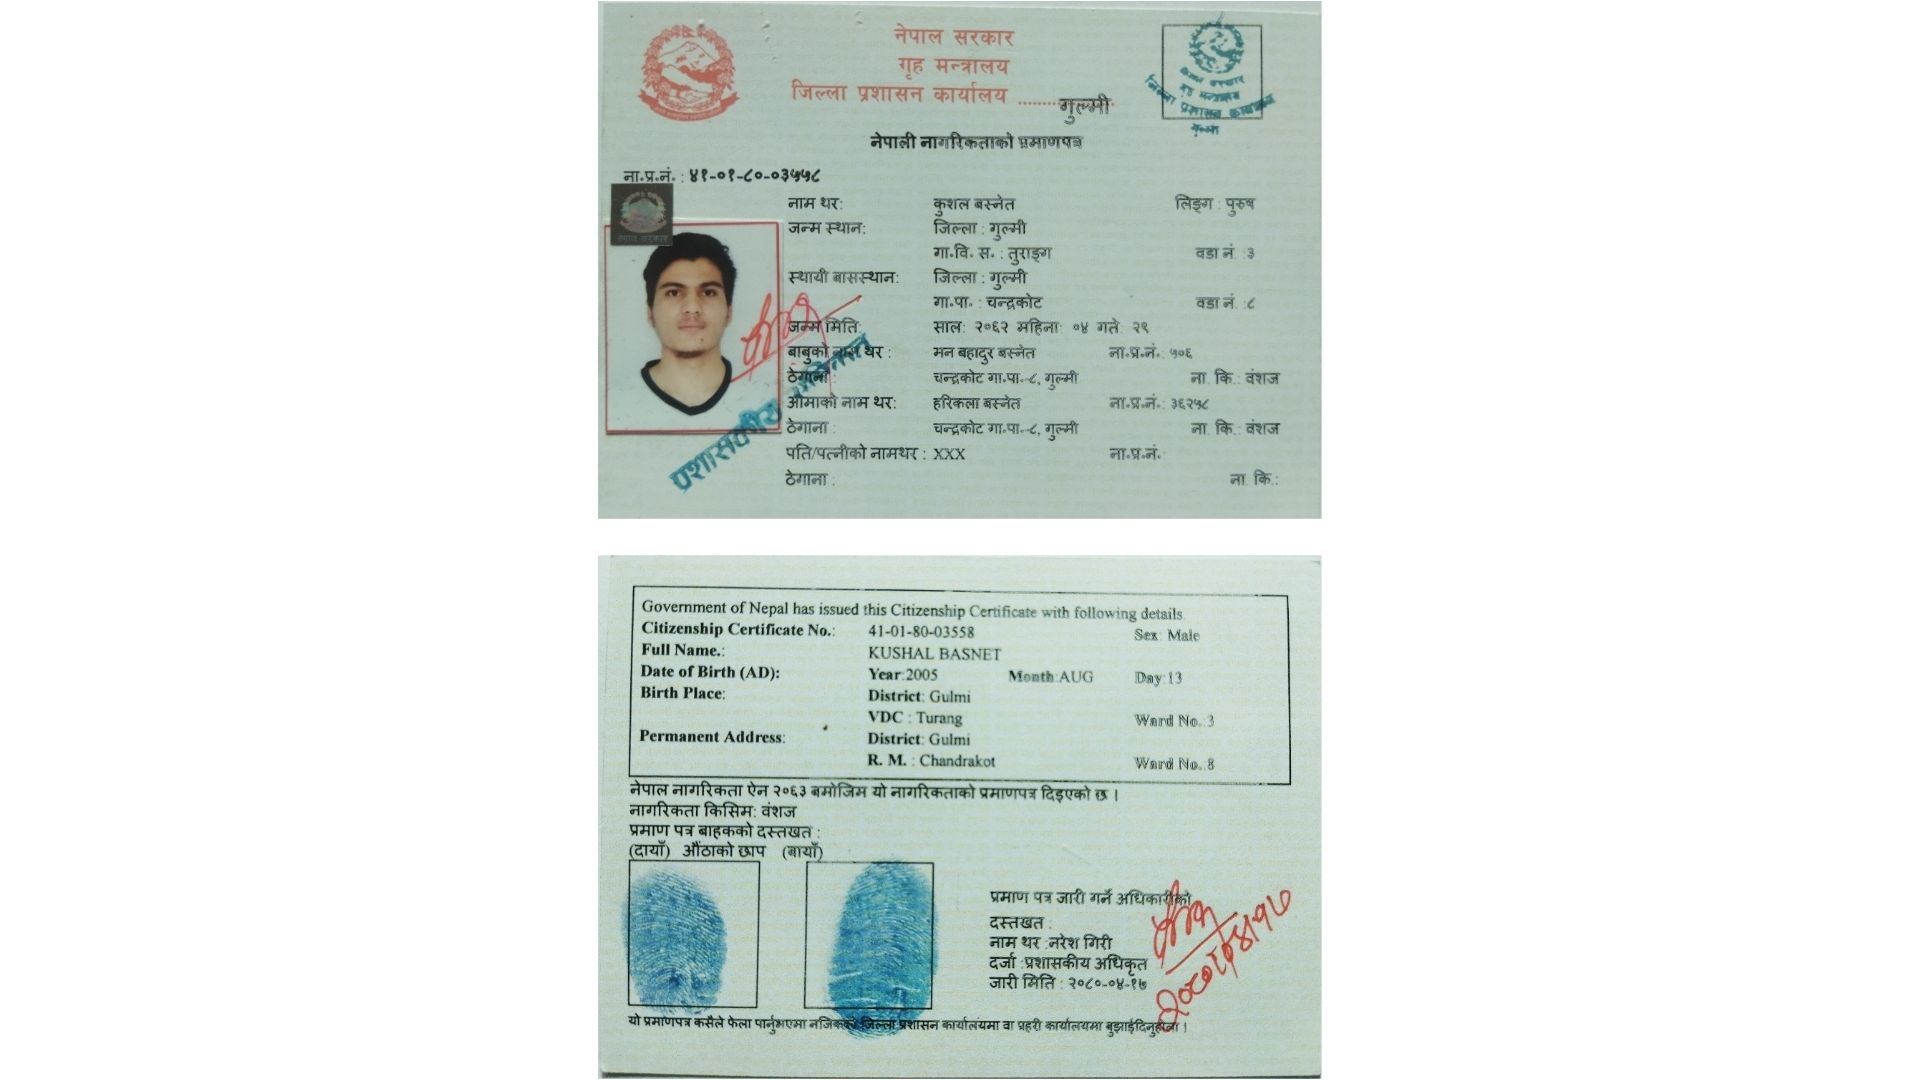 नेपाल सरकार
गृह मन्त्रालय
जिल्ला प्रशासन कार्यालय ................ गुल्मी
नेपाली नागरिकताको प्रमाणपत्र
ना.प्र.नं. : ४१-०१-८०-०३५५८
नाम थर: कुशल बस्नेत लिङ्ग : पुरुष
जन्म स्थान: जिल्ला : गुल्मी
गा.वि. स. : तुराङ्ग वडा नं. :३
स्थायी बासस्थान: जिल्ला : गुल्मी
गा.पा. : चन्द्रकोट वडा नं :८
जन्म मिति: साल: २०६२ महिना: ०४ गते: २९
बाबुको नाम थर : मन बहादुर बस्नेत ना.प्र.नं.: ५०६
ठेगाना : चन्द्रकोट गा.पा.-८, गुल्मी ना. कि.: वंशज
आमाको नाम थर: हरिकला बस्नेत ना.प्र.नं.: ३६२५८
ठेगाना : चन्द्रकोट गा.पा.-८, गुल्मी ना. कि.: वंशज
पति/पत्नीको नामथर : XXX ना.प्र.नं.:
ठेगाना : ना. कि.:
नेपाल सरकार
जिल्ला प्रशासन कार्यालय
गुल्मी
प्रशासकीय
Government of Nepal has issued this Citizenship Certificate with following details
Citizenship Certificate No.: 41-01-80-03558 Sex: Male
Full Name.: KUSHAL BASNET
Date of Birth (AD): Year:2005 Month:AUG Day:13
Birth Place: District: Gulmi
VDC : Turang Ward No.:3
Permanent Address: District: Gulmi
R. M. : Chandrakot Ward No.:8
नेपाल नागरिकता ऐन २०६३ बमोजिम यो नागरिकताको प्रमाणपत्र दिइएको छ ।
नागरिकता किसिम: वंशज
प्रमाण पत्र बाहकको दस्तखत :
(दायाँ) औंठाको छाप (बायाँ)
प्रमाण पत्र जारी गर्ने अधिकारीको
दस्तखत :
नाम थर :नरेश गिरी
दर्जा :प्रशासकीय अधिकृत
जारी मिति : २०८०-०४-१७
२०८०/०४/१७
यो प्रमाणपत्र कसैले फेला पार्नुभएमा नजिकको जिल्ला प्रशासन कार्यालयमा वा प्रहरी कार्यालयमा बुझाईदिनुहोला ।